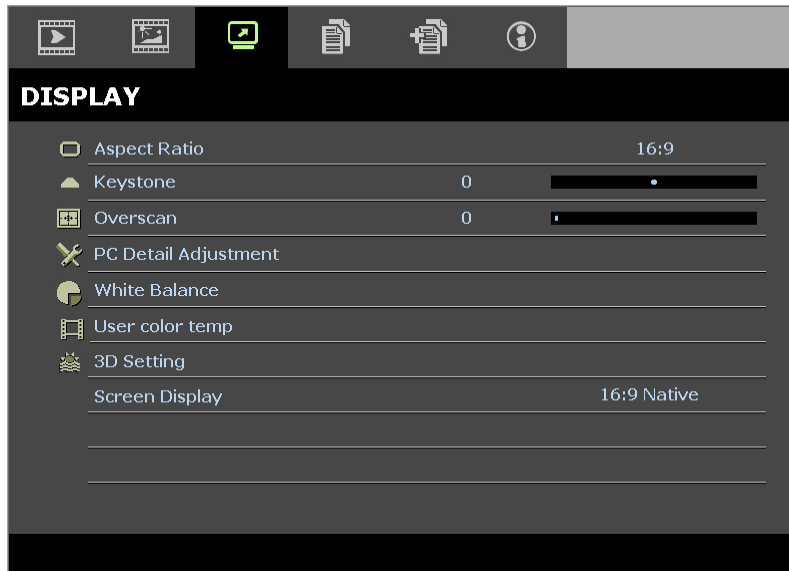 DISPLAY
Aspect Ratio 16:9
Keystone 0
Overscan 0
PC Detail Adjustment
White Balance
User color temp
3D Setting
Screen Display 16:9 Native